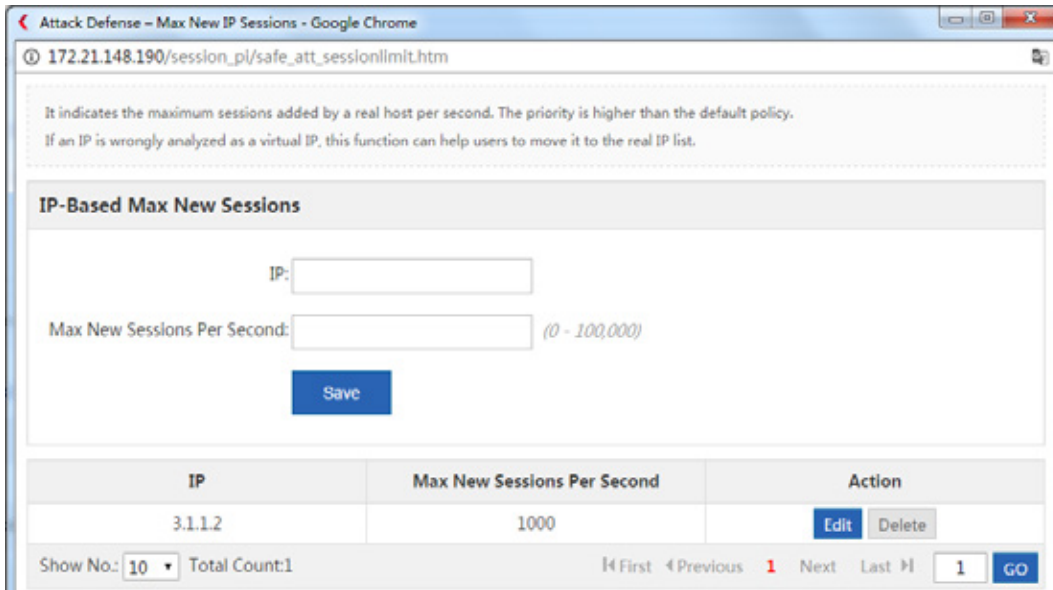 Attack Defense – Max New IP Sessions - Google Chrome
172.21.148.190/session_pl/safe_att_sessionlimit.htm
It indicates the maximum sessions added by a real host per second. The priority is higher than the default policy.
If an IP is wrongly analyzed as a virtual IP, this function can help users to move it to the real IP list.
IP-Based Max New Sessions
IP:
Max New Sessions Per Second: (0 - 100,000)
Save
IP Max New Sessions Per Second Action
3.1.1.2 1000 Edit Delete
Show No.: 10 Total Count:1 First Previous 1 Next Last 1 GO